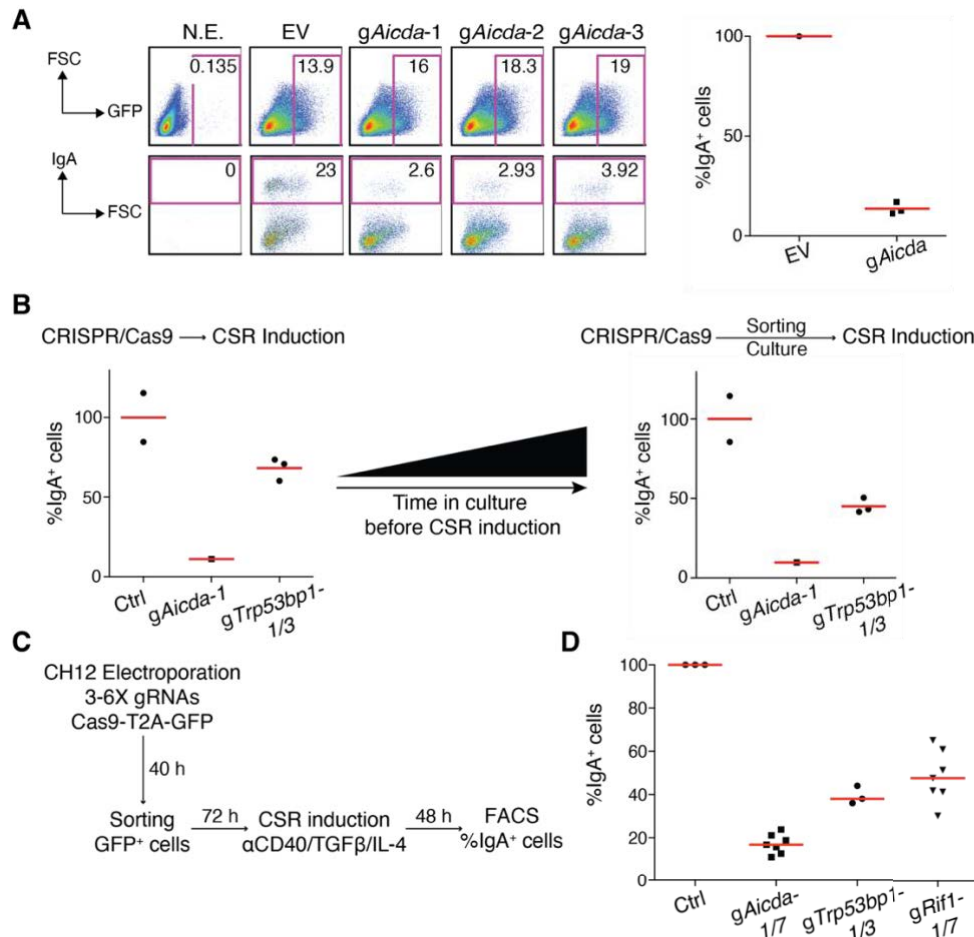 A
N.E. EV gAicda-1 gAicda-2 gAicda-3
FSC
GFP
0.135 13.9 16 18.3 19
IgA
FSC
0 23 2.6 2.93 3.92
%IgA+ cells
100
50
0
EV gAicda
B
CRISPR/Cas9 → CSR Induction
%IgA+ cells
100
50
0
Ctrl
gAicda-1
gTrp53bp1-
1/3
Time in culture
before CSR induction
CRISPR/Cas9 Sorting → CSR Induction
Culture
%IgA+ cells
100
50
0
Ctrl
gAicda-1
gTrp53bp1-
1/3
C
CH12 Electroporation
3-6X gRNAs
Cas9-T2A-GFP
40 h
Sorting 72 h CSR induction 48 h FACS
GFP+ cells αCD40/TGFβ/IL-4 %IgA+ cells
D
%IgA+ cells
100
80
60
40
20
0
Ctrl
gAicda-
1/7
gTrp53bp1-
1/3
gRif1-
1/7